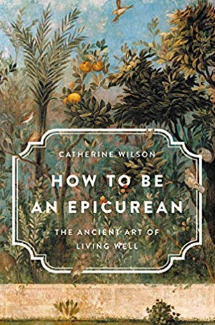 CATHERINE WILSON
HOW TO BE
AN EPICUREAN
THE ANCIENT ART OF
LIVING WELL